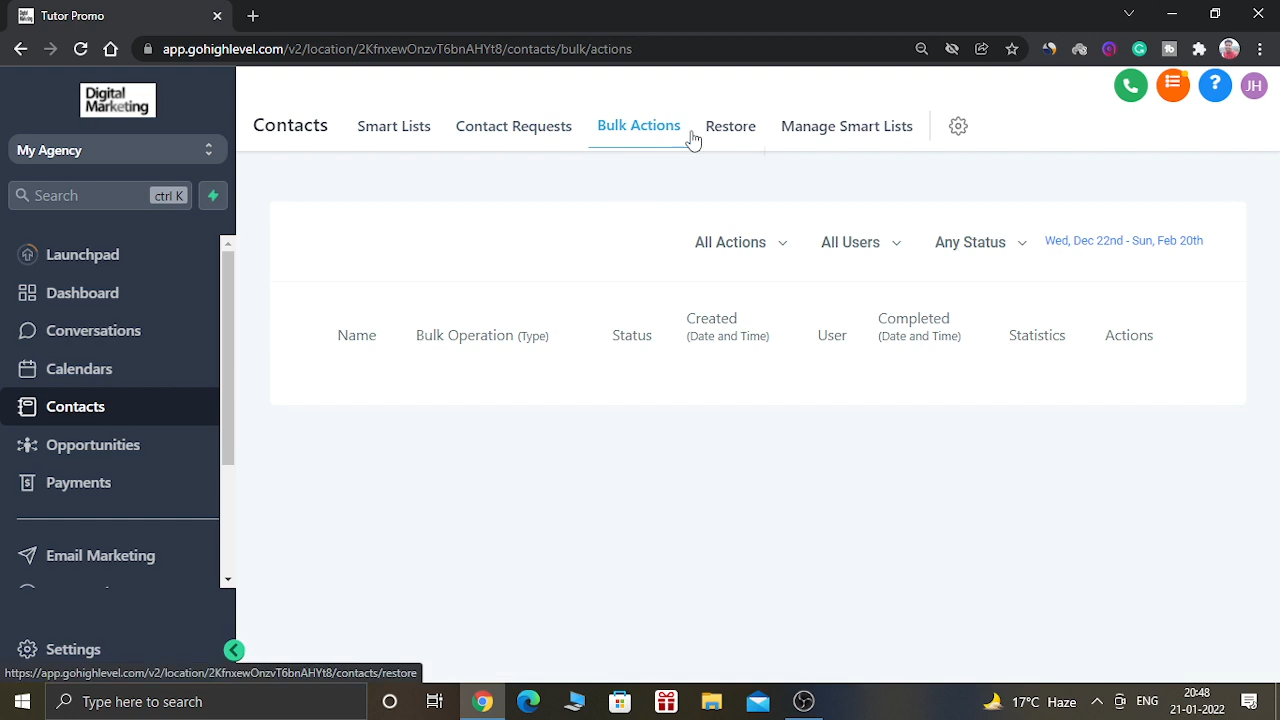 Tutor Promo
app.gohighlevel.com/v2/location/2KfnxewOnzvT6bnAHYt8/contacts/bulk/actions
Digital
Marketing
JH
Contacts
Smart Lists
Contact Requests
Bulk Actions
Restore
Manage Smart Lists
My Agency
Search
ctrl K
All Actions
All Users
Any Status
Wed, Dec 22nd - Sun, Feb 20th
Launchpad
Dashboard
Conversations
Calendars
Contacts
Opportunities
Payments
Email Marketing
Settings
Name
Bulk Operation (Type)
Status
Created
(Date and Time)
User
Completed
(Date and Time)
Statistics
Actions
https://app.gohighlevel.com/v2/location/2KfnxewOnzvT6bnAHYt8/contacts/restore
Type here to search
17°C Haze
ENG
20:48
21-01-2022